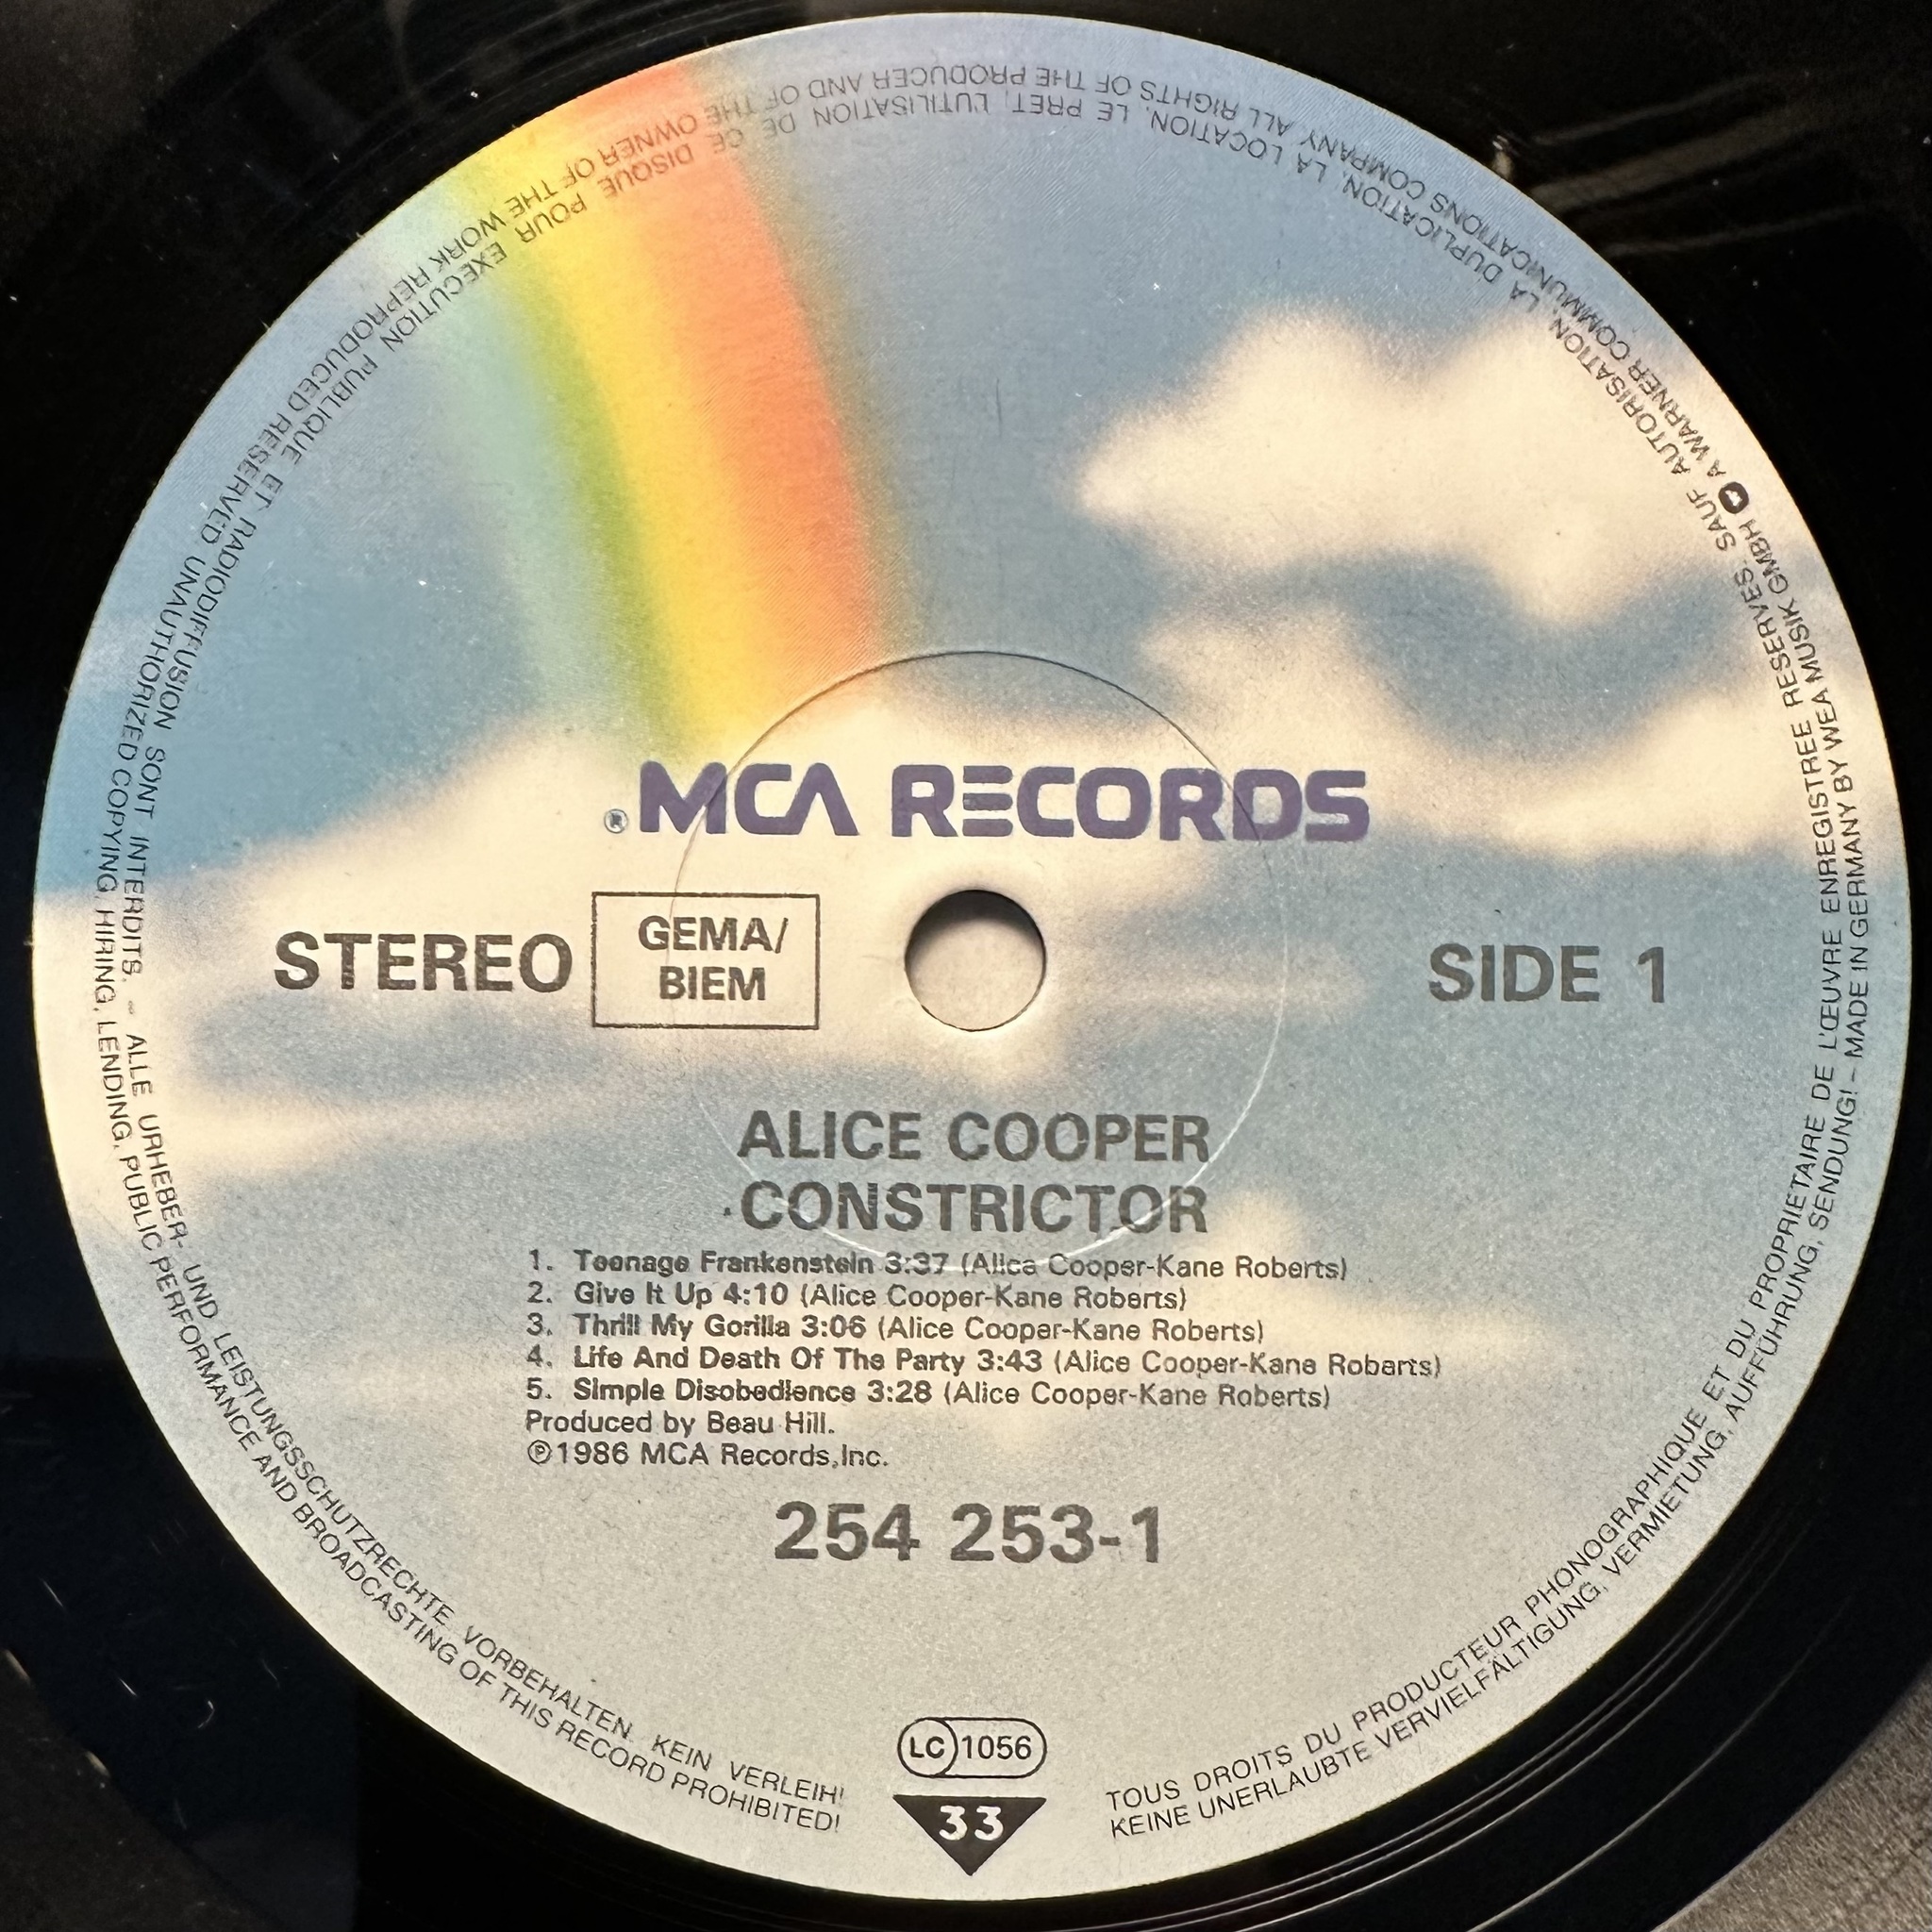 ® MCA RECORDS
STEREO
GEMA/
BIEM
SIDE 1
ALICE COOPER
CONSTRICTOR
1. Teenage Frankenstein 3:37 (Alice Cooper-Kane Roberts)
2. Give It Up 4:10 (Alice Cooper-Kane Roberts)
3. Thrill My Gorilla 3:06 (Alice Cooper-Kane Roberts)
4. Life And Death Of The Party 3:43 (Alice Cooper-Kane Roberts)
5. Simple Disobedience 3:28 (Alice Cooper-Kane Roberts)
Produced by Beau Hill.
℗1986 MCA Records,Inc.
254 253-1
LC 1056
33
ALL RIGHTS OF THE PRODUCER AND OF THE OWNER OF THE WORK REPRODUCED RESERVED UNAUTHORIZED COPYING, HIRING, LENDING, PUBLIC PERFORMANCE AND BROADCASTING OF THIS RECORD PROHIBITED!
TOUS DROITS DU PRODUCTEUR PHONOGRAPHIQUE ET DU PROPRIETAIRE DE L'ŒUVRE ENREGISTREE RESERVES. SAUF AUTORISATION, LA DUPLICATION, LA LOCATION, LE PRET, L'UTILISATION DE CE DISQUE POUR EXECUTION PUBLIQUE ET RADIODIFFUSION SONT INTERDITS. – ALLE URHEBER- UND LEISTUNGSSCHUTZRECHTE VORBEHALTEN. KEIN VERLEIH!
KEINE UNERLAUBTE VERVIELFÄLTIGUNG, VERMIETUNG, AUFFÜHRUNG, SENDUNG! – MADE IN GERMANY BY WEA MUSIK GMBH A WARNER COMMUNICATIONS COMPANY